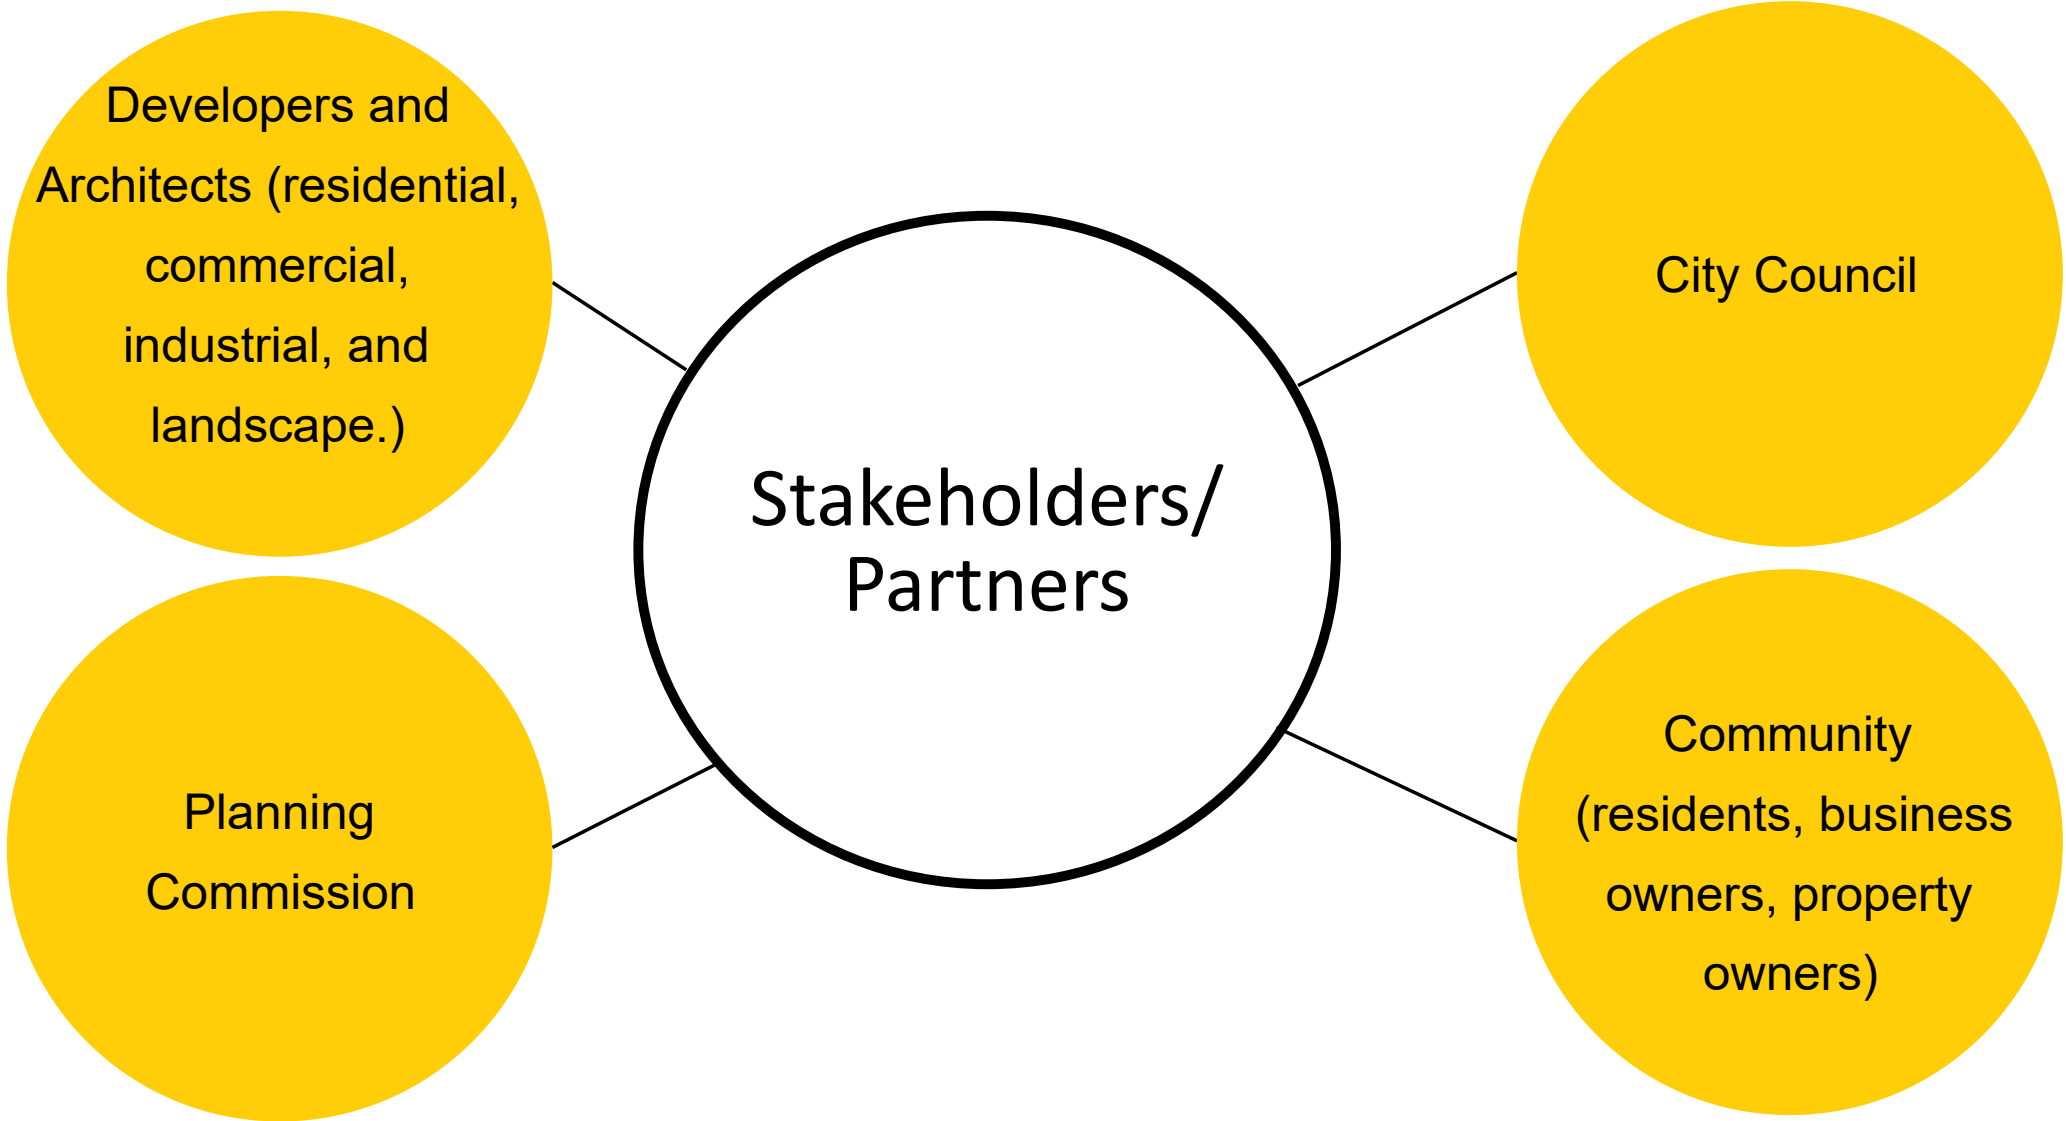 Developers and
Architects (residential,
commercial,
industrial, and
landscape.)
City Council
Stakeholders/
Partners
Planning
Commission
Community
(residents, business
owners, property
owners)